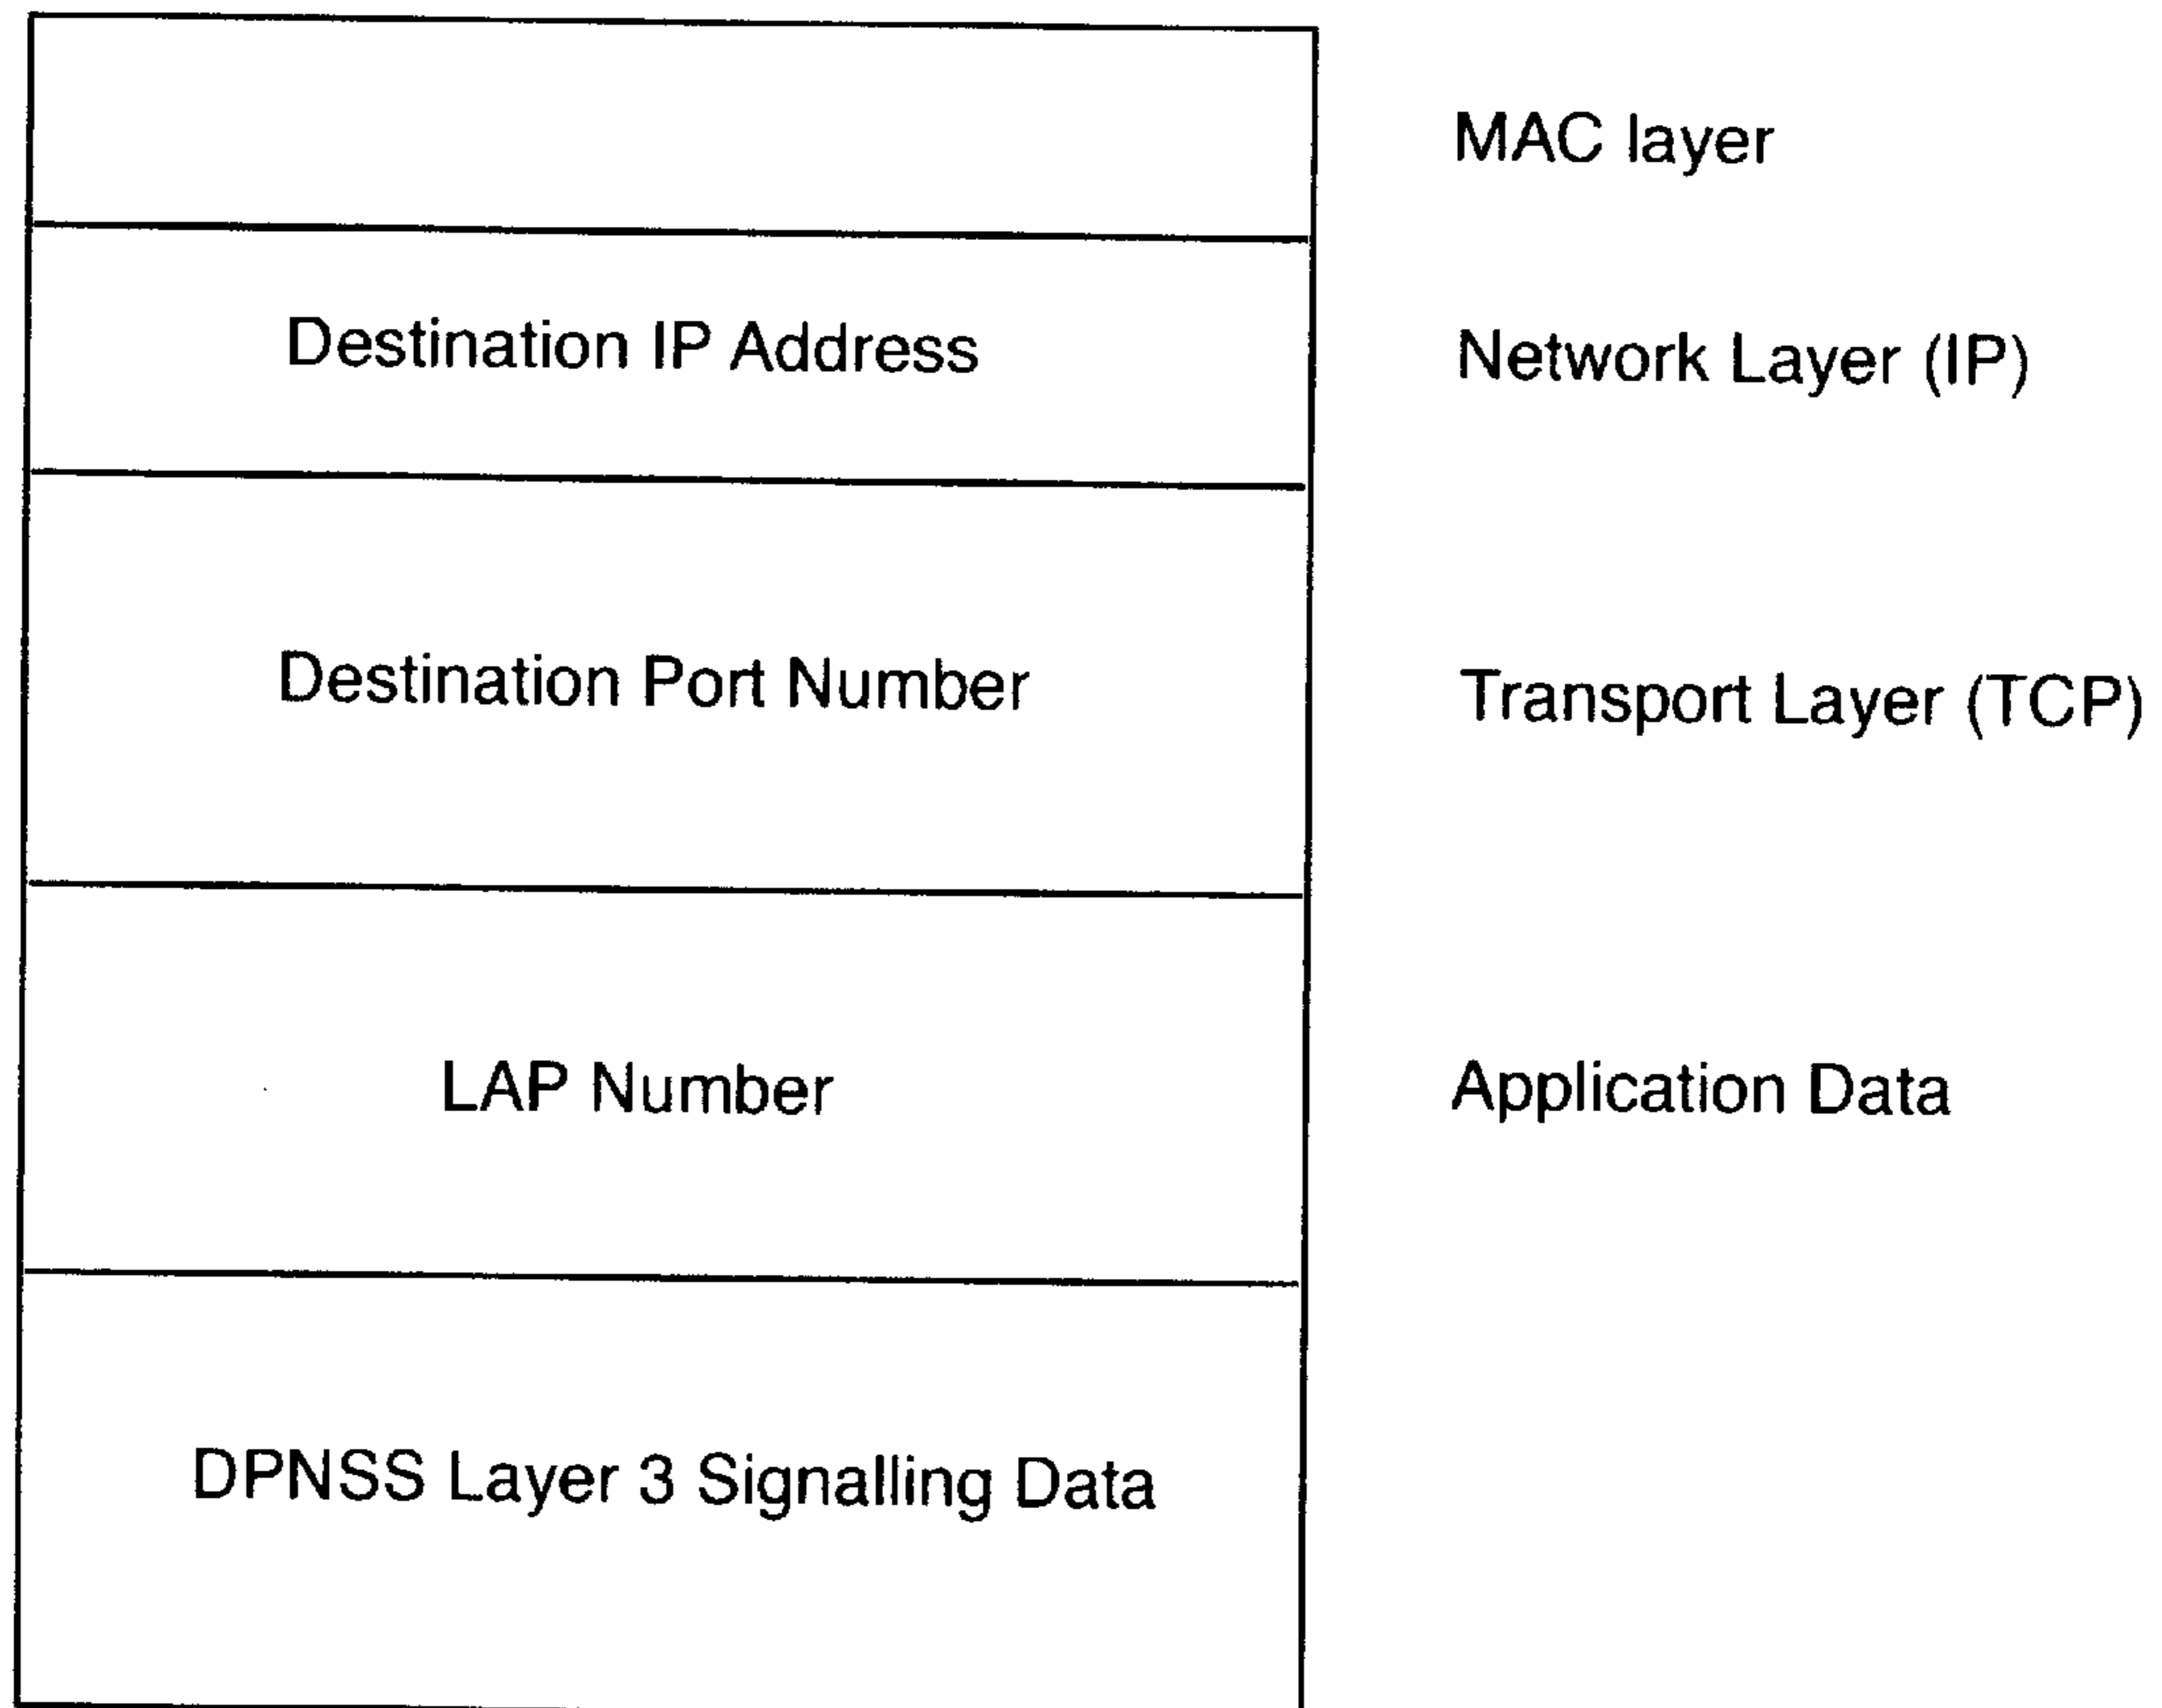 MAC layer
Destination IP Address
Network Layer (IP)
Destination Port Number
Transport Layer (TCP)
LAP Number
Application Data
DPNSS Layer 3 Signalling Data